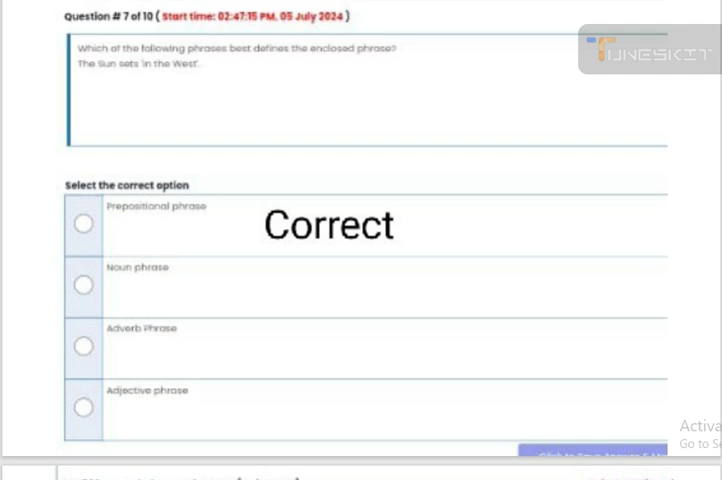 Question # 7 of 10 ( Start time: 02:47:15 PM, 05 July 2024 )
TUNESKIT
Which of the following phrases best defines the enclosed phrase?
The Sun sets 'in the West'.
Select the correct option
Prepositional phrase
Correct
Noun phrase
Adverb Phrase
Adjective phrase
Activa
Go to Se